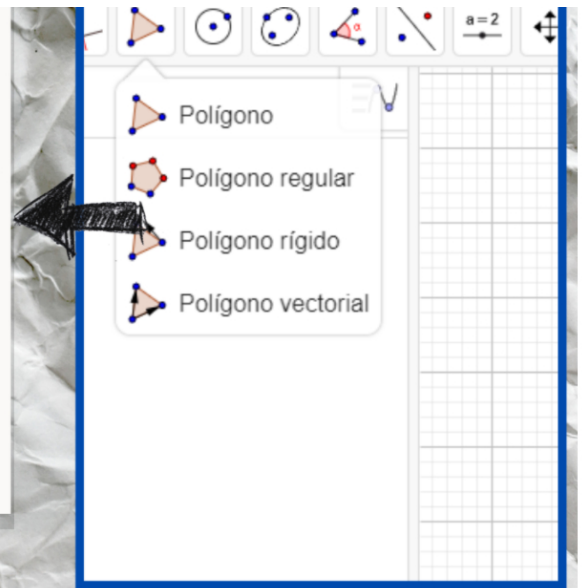 α
a=2
Polígono
Polígono regular
Polígono rígido
Polígono vectorial